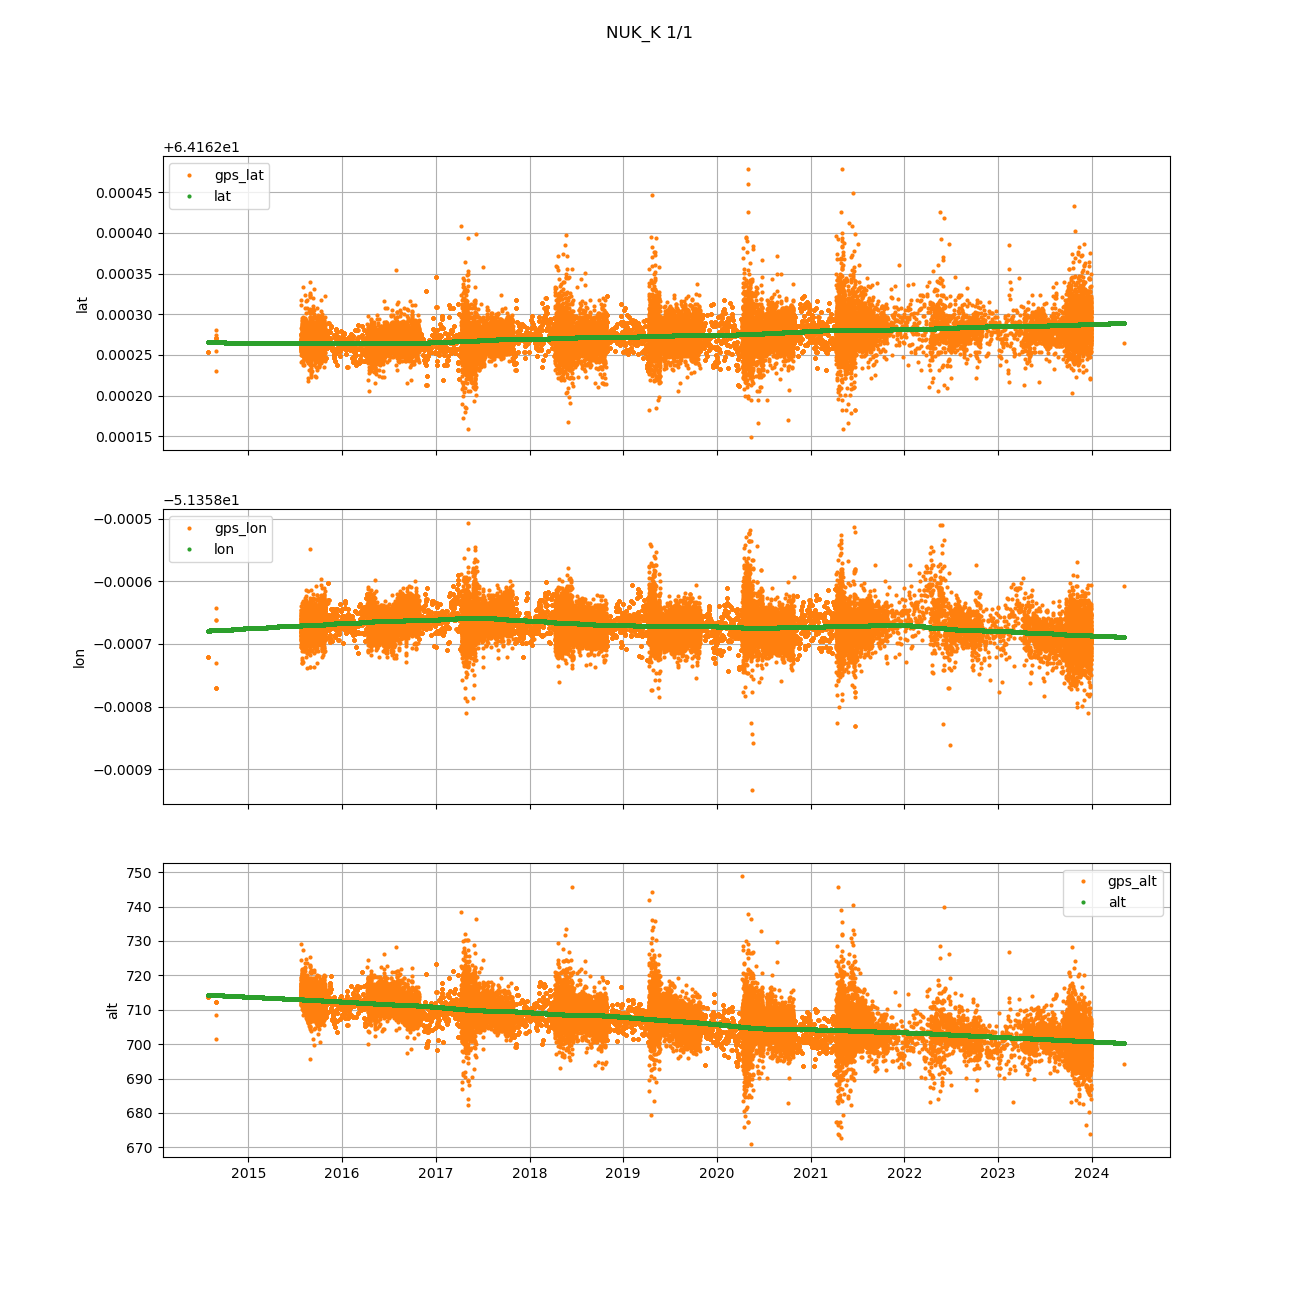 NUK_K 1/1
+6.4162e1
gps_lat
lat
0.00045
0.00040
0.00035
0.00030
0.00025
0.00020
0.00015
lat
−5.1358e1
gps_lon
lon
−0.0005
−0.0006
−0.0007
−0.0008
−0.0009
lon
gps_alt
alt
750
740
730
720
710
700
690
680
670
alt
2015 2016 2017 2018 2019 2020 2021 2022 2023 2024